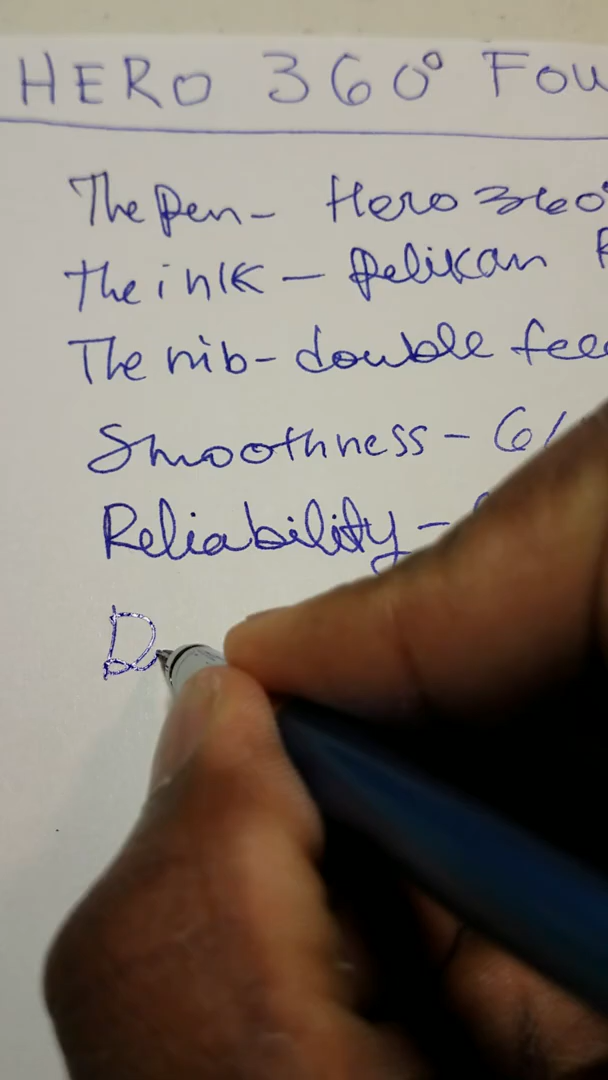 HERO 360° Fou
The Pen- Hero 360°
The ink - Pelikan
The nib- double fee
Smoothness - 6/
Reliability -
D